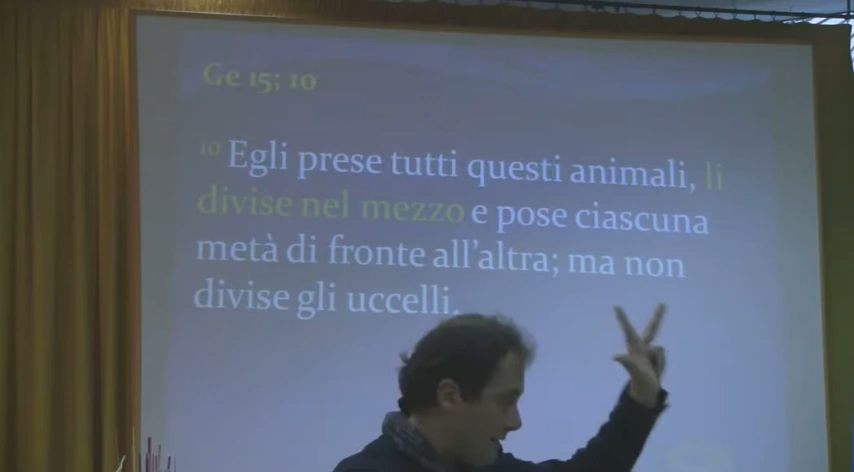 Ge 15; 10
10 Egli prese tutti questi animali, li
divise nel mezzo e pose ciascuna
metà di fronte all'altra; ma non
divise gli uccelli.